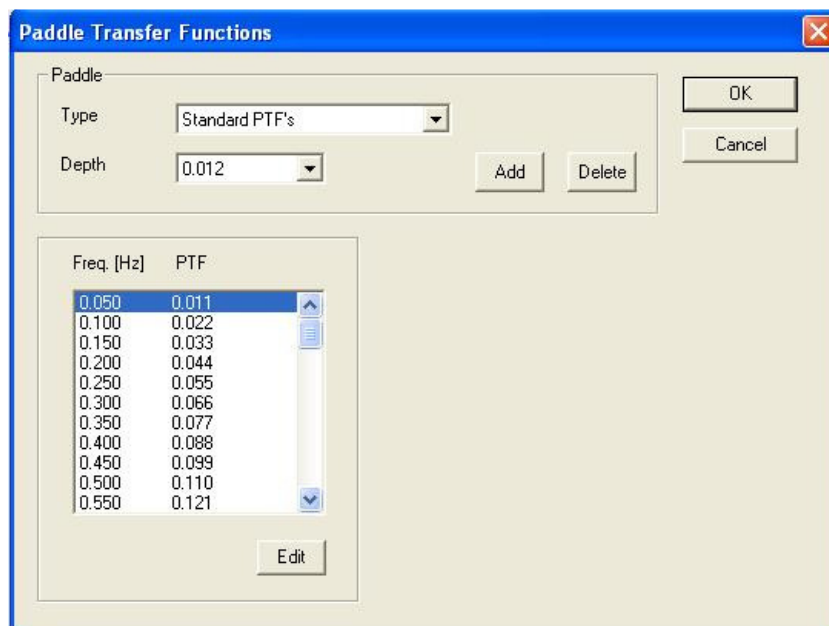 Paddle Transfer Functions
Paddle
Type
Standard PTF's
Depth
0.012
Add
Delete
OK
Cancel
Freq. [Hz] PTF
0.050 0.011
0.100 0.022
0.150 0.033
0.200 0.044
0.250 0.055
0.300 0.066
0.350 0.077
0.400 0.088
0.450 0.099
0.500 0.110
0.550 0.121
Edit